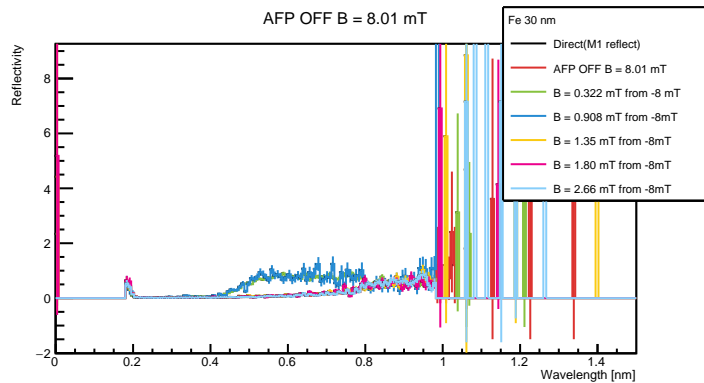 AFP OFF B = 8.01 mT
Fe 30 nm
Direct(M1 reflect)
AFP OFF B = 8.01 mT
B = 0.322 mT from -8 mT
B = 0.908 mT from -8mT
B = 1.35 mT from -8mT
B = 1.80 mT from -8mT
B = 2.66 mT from -8mT
Reflectivity
8
6
4
2
0
−2
0
0.2
0.4
0.6
0.8
1
1.2
1.4
Wavelength [nm]